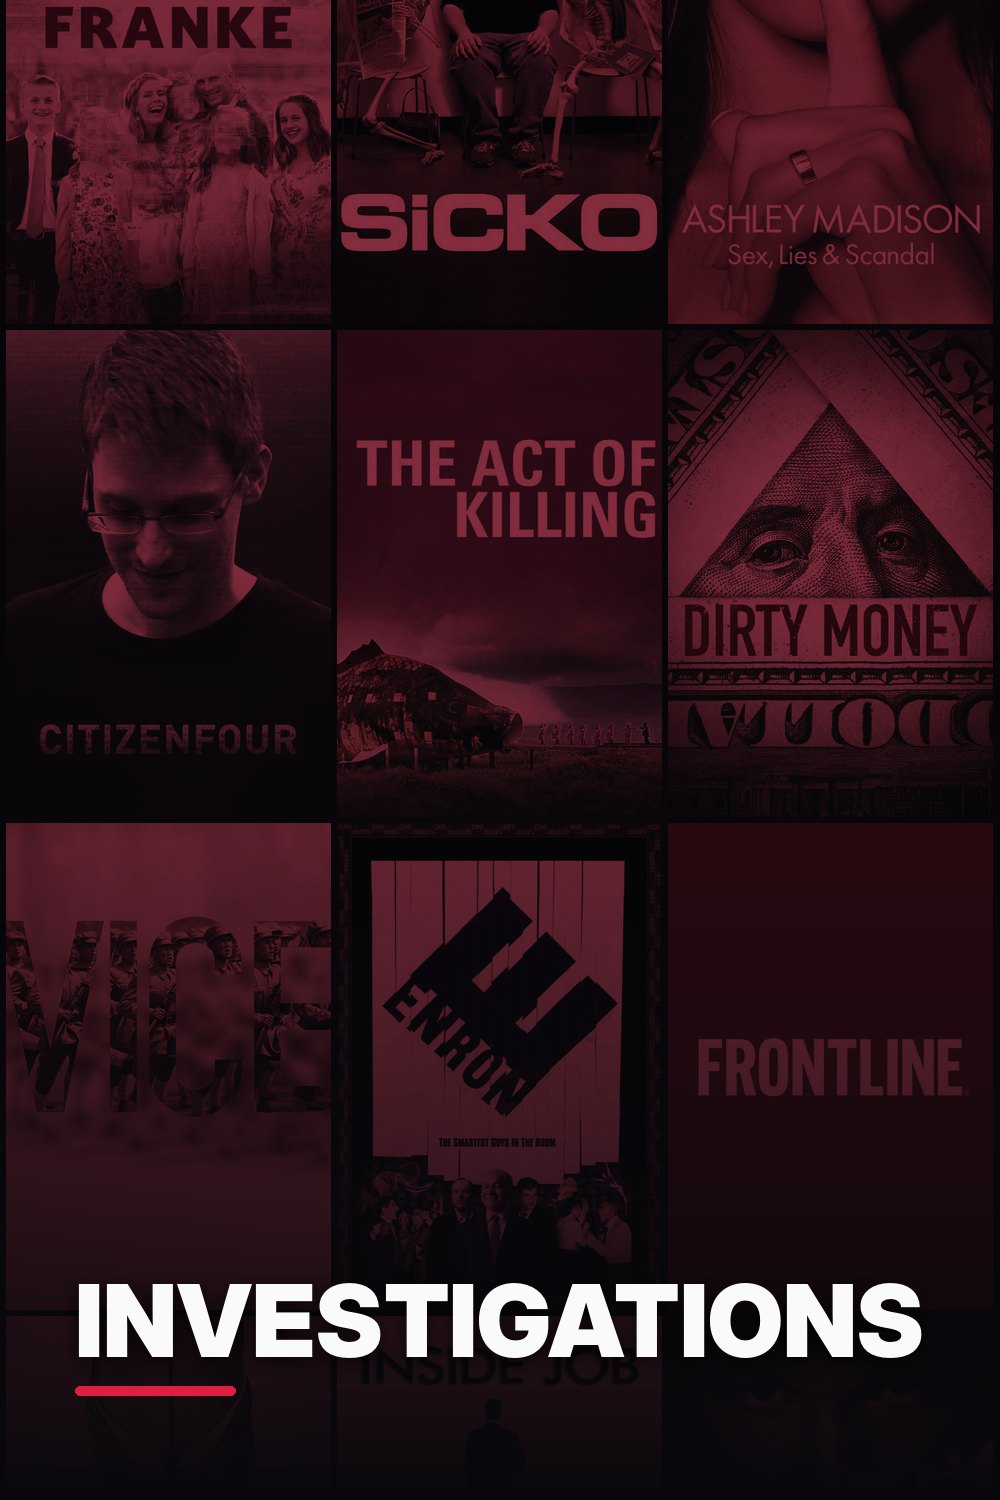 FRANKE
SiCKO
ASHLEY MADISON
Sex, Lies & Scandal
CITIZENFOUR
THE ACT OF
KILLING
DIRTY MONEY
VICE
ENRON
THE SMARTEST GUYS IN THE ROOM
FRONTLINE
INVESTIGATIONS
INSIDE JOB